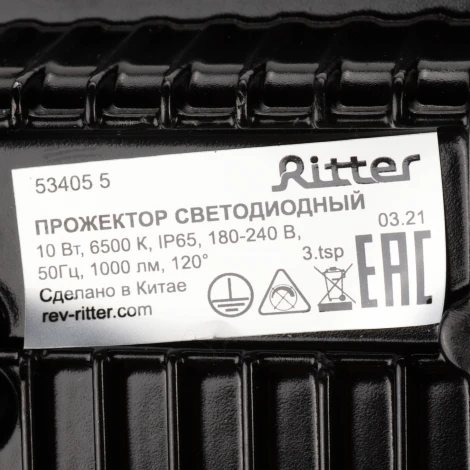 53405 5
Ritter
ПРОЖЕКТОР СВЕТОДИОДНЫЙ
10 Вт, 6500 К, IP65, 180-240 В,
03.21
50Гц, 1000 лм, 120°
3.tsp
Сделано в Китае
rev-ritter.com
EAC